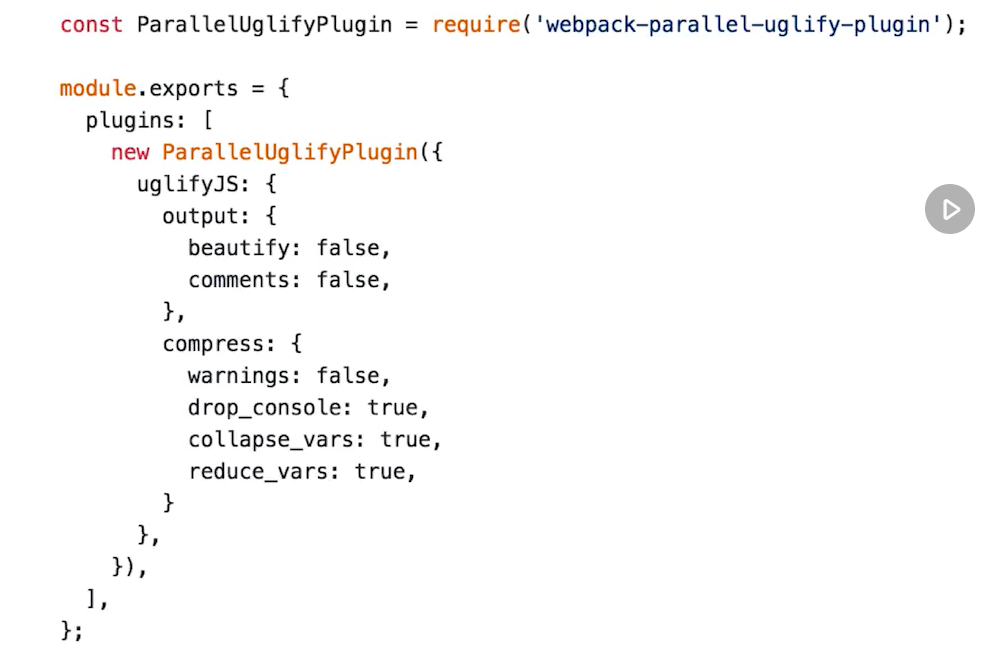 const ParallelUglifyPlugin = require('webpack-parallel-uglify-plugin');

module.exports = {
  plugins: [
    new ParallelUglifyPlugin({
      uglifyJS: {
        output: {
          beautify: false,
          comments: false,
        },
        compress: {
          warnings: false,
          drop_console: true,
          collapse_vars: true,
          reduce_vars: true,
        }
      },
    }),
  ],
};